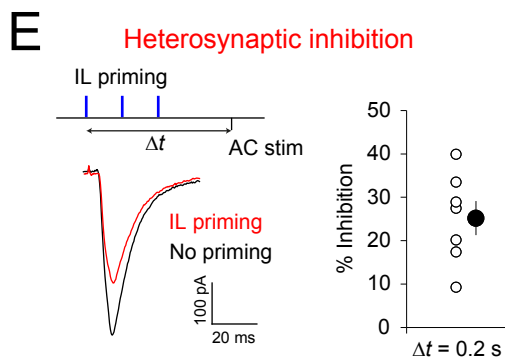 E
Heterosynaptic inhibition
IL priming
Δt
AC stim
IL priming
No priming
100 pA
20 ms
% Inhibition
50
40
30
20
10
0
Δt = 0.2 s